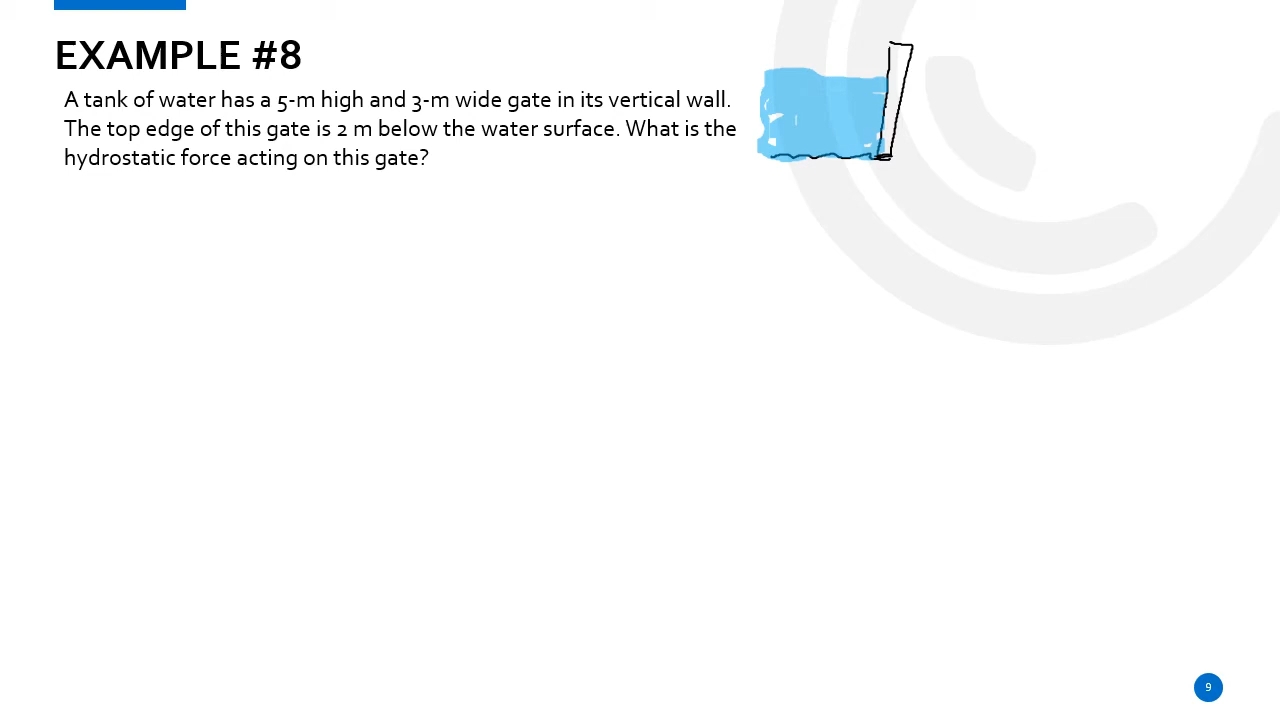 EXAMPLE #8
A tank of water has a 5-m high and 3-m wide gate in its vertical wall.
The top edge of this gate is 2 m below the water surface. What is the
hydrostatic force acting on this gate?
9